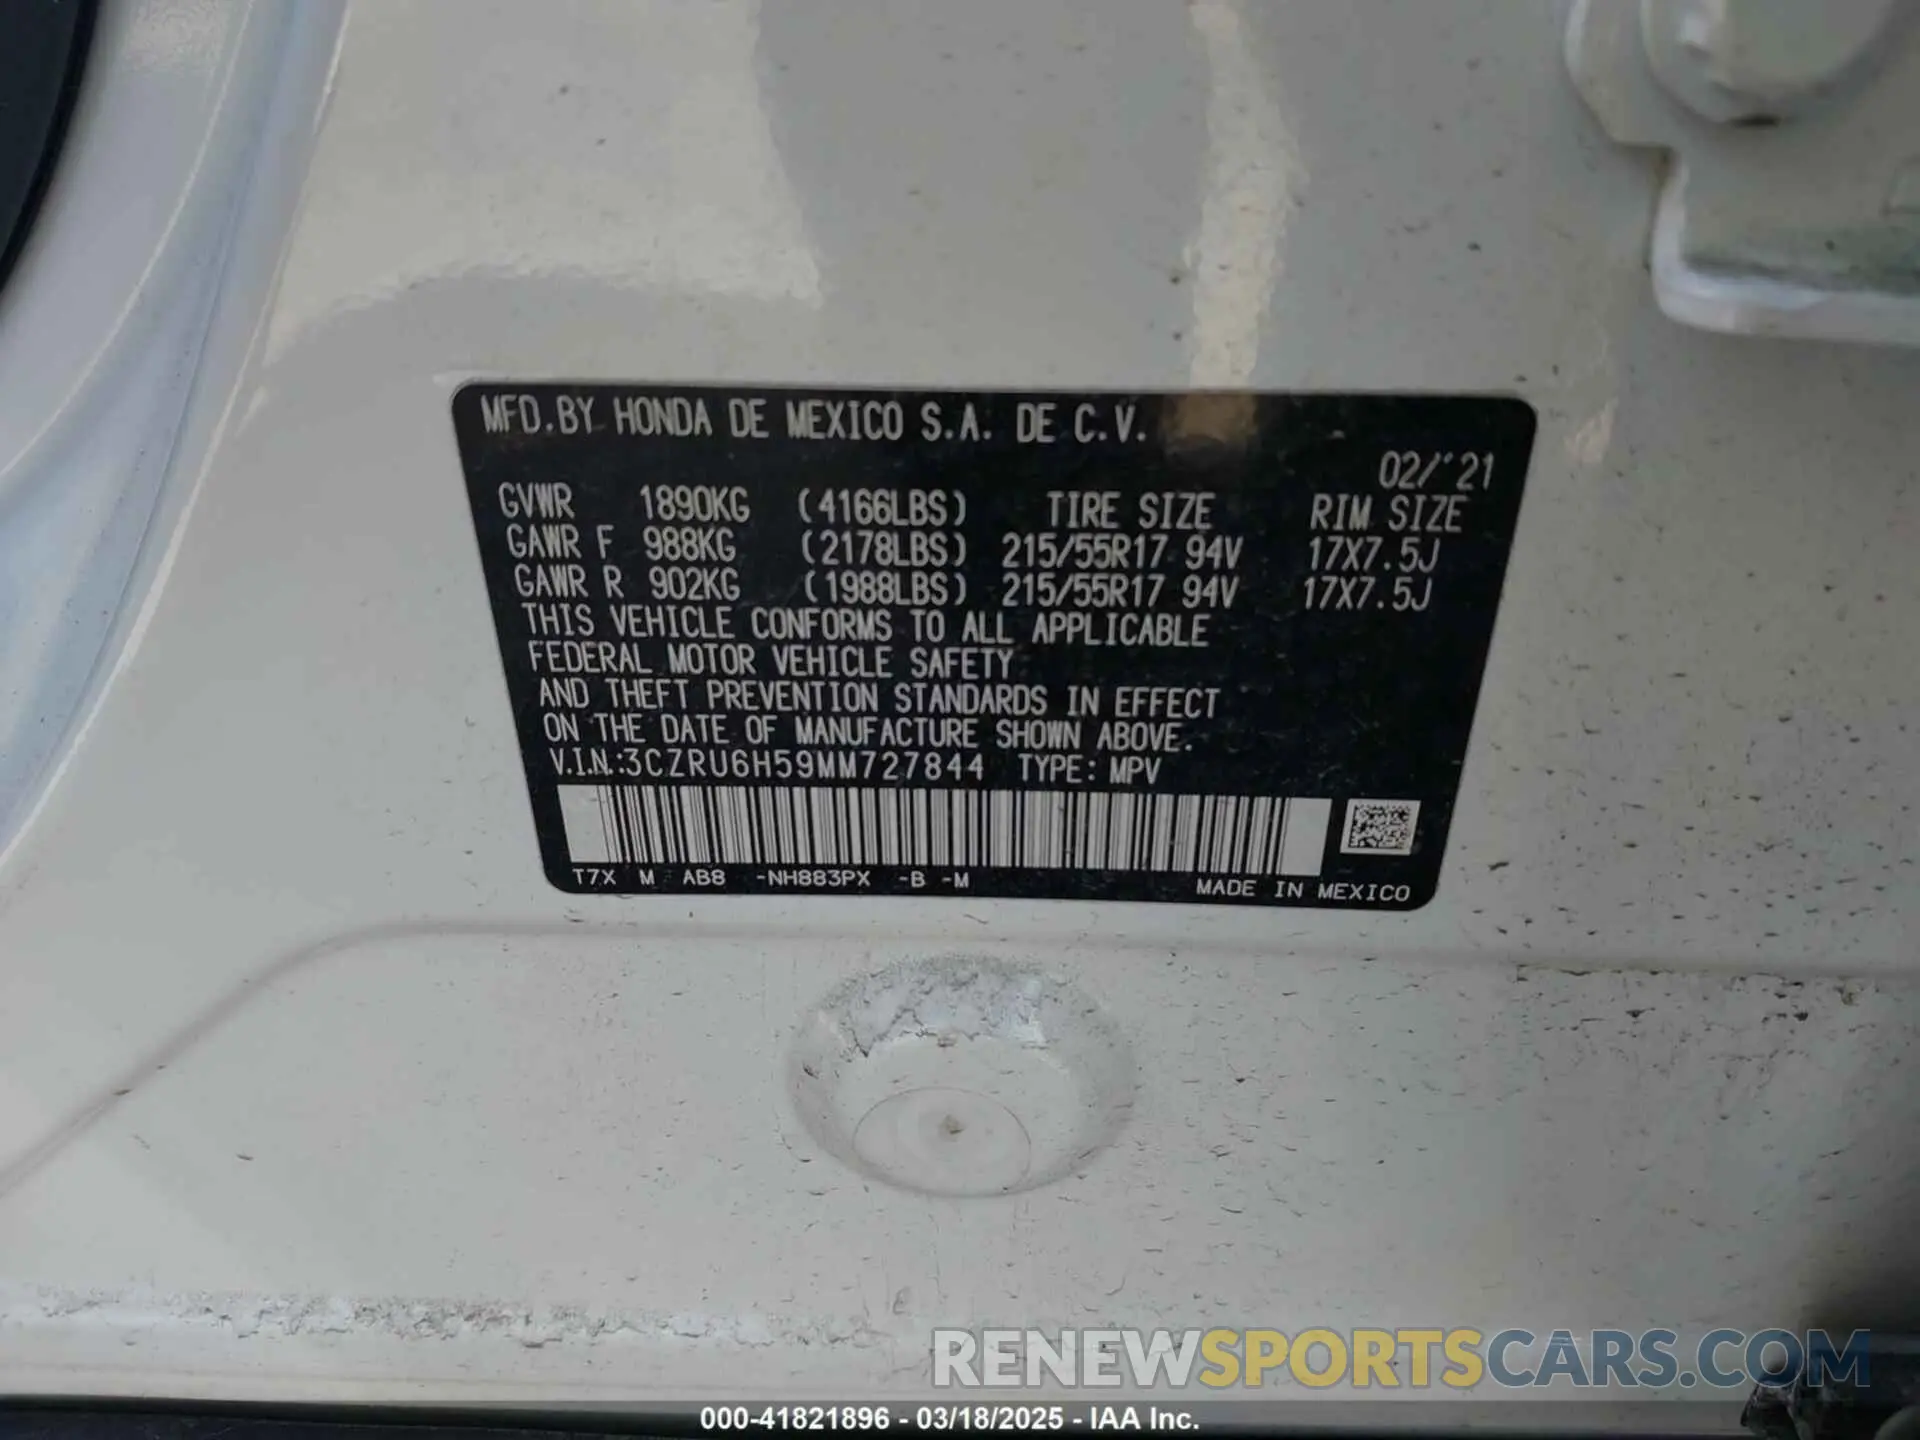 MFD.BY HONDA DE MEXICO S.A. DE C.V.
02/'21
GVWR 1890KG (4166LBS) TIRE SIZE RIM SIZE
GAWR F 988KG (2178LBS) 215/55R17 94V 17X7.5J
GAWR R 902KG (1988LBS) 215/55R17 94V 17X7.5J
THIS VEHICLE CONFORMS TO ALL APPLICABLE
FEDERAL MOTOR VEHICLE SAFETY
AND THEFT PREVENTION STANDARDS IN EFFECT
ON THE DATE OF MANUFACTURE SHOWN ABOVE.
V.I.N.:3CZRU6H59MM727844 TYPE: MPV
T7X M AB8 -NH883PX -B -M MADE IN MEXICO
RENEWSPORTSCARS.COM
000-41821896 - 03/18/2025 - IAA Inc.